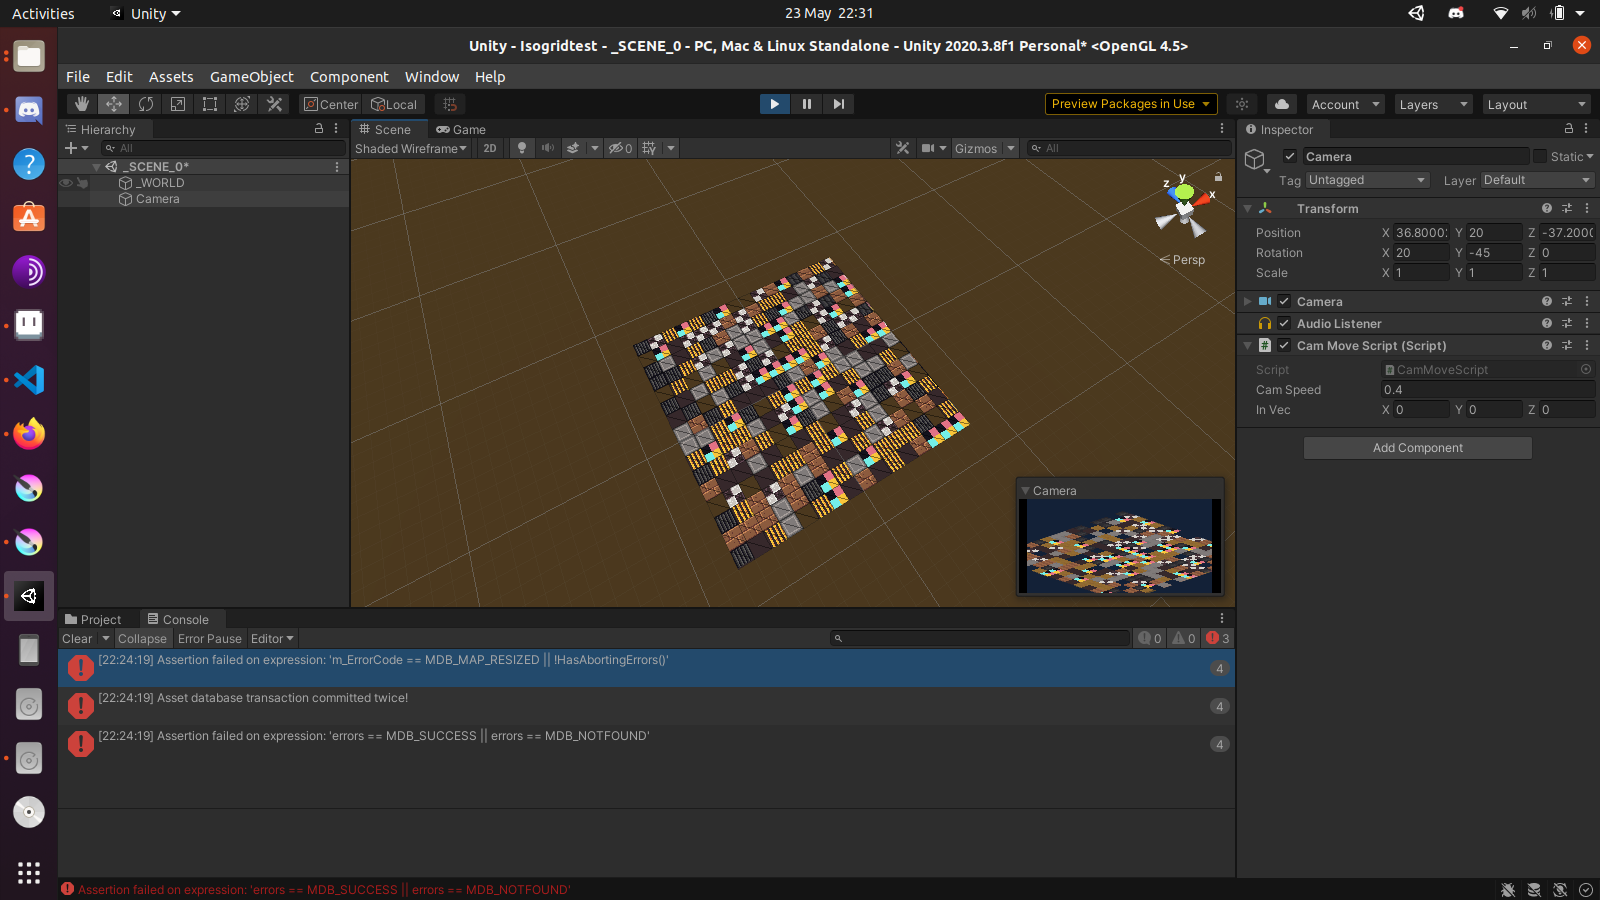 Activities
Unity
23 May 22:31
Unity - Isogridtest - _SCENE_0 - PC, Mac & Linux Standalone - Unity 2020.3.8f1 Personal* <OpenGL 4.5>
File Edit Assets GameObject Component Window Help
Center Local
Preview Packages in Use
Account Layers Layout
Hierarchy
All
_SCENE_0*
_WORLD
Camera
Scene Game
Shaded Wireframe 2D 0 Gizmos All
z y x
Persp
Camera
Inspector
Camera Static
Tag Untagged Layer Default
Transform
Position X 36.8000 Y 20 Z -37.200
Rotation X 20 Y -45 Z 0
Scale X 1 Y 1 Z 1
Camera
Audio Listener
Cam Move Script (Script)
Script CamMoveScript
Cam Speed 0.4
In Vec X 0 Y 0 Z 0
Add Component
Project Console
Clear Collapse Error Pause Editor 0 0 3
[22:24:19] Assertion failed on expression: 'm_ErrorCode == MDB_MAP_RESIZED || !HasAbortingErrors()' 4
[22:24:19] Asset database transaction committed twice! 4
[22:24:19] Assertion failed on expression: 'errors == MDB_SUCCESS || errors == MDB_NOTFOUND' 4
Assertion failed on expression: 'errors == MDB_SUCCESS || errors == MDB_NOTFOUND'